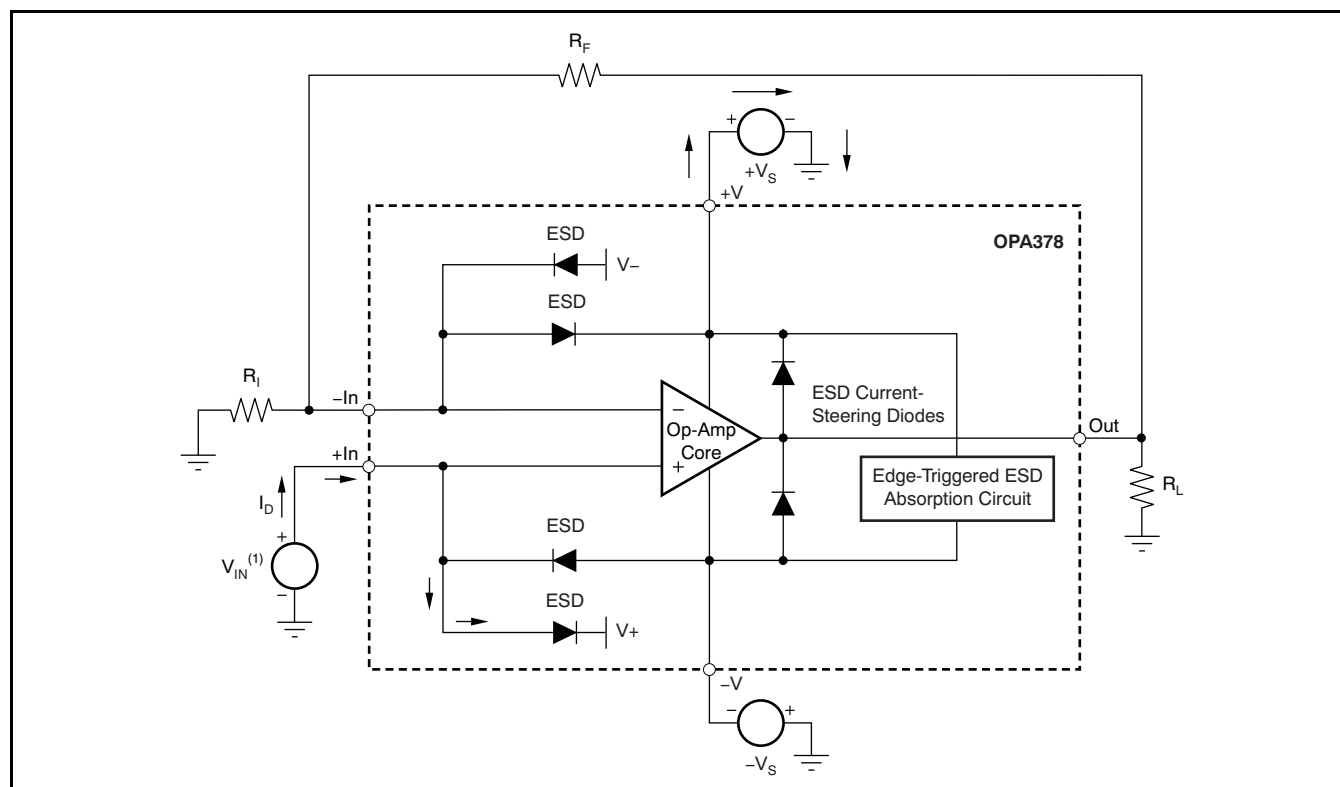 R_F
+ −
+V_S
+V
OPA378
ESD
V−
ESD
R_I
−In
−
Op-Amp
Core
+
ESD Current-
Steering Diodes
Out
+In
I_D
Edge-Triggered ESD
Absorption Circuit
R_L
ESD
+
V_IN^(1)
−
ESD
V+
−V
− +
−V_S